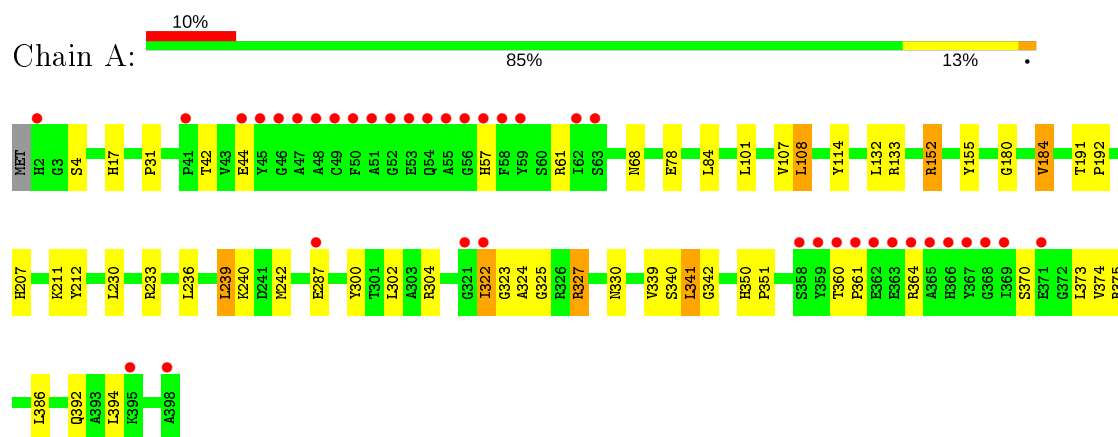 10%
Chain A:
85% 13% •
MET H2 G3 S4 H17 P31 P41 T42 V43 E44 Y45 G46 A47 A48 C49 F50 A51 G52 E53 Q54 A55 G56 H57 F58 Y59 S60 R61 I62 S63 N68 E78 L84 L101 V107 L108 Y114 L132 R133 R152 Y155 G180 V184 T191 P192
H207 K211 Y212 L230 R233 L236 L239 K240 D241 M242 E287 Y300 T301 L302 A303 R304 G321 I322 G323 A324 G325 R326 R327 N330 V339 S340 L341 G342 H350 P351 S358 Y359 T360 P361 E362 E363 R364 A365 H366 Y367 G368 I369 S370 E371 G372 L373 V374
L386 Q392 A393 L394 K395 A398